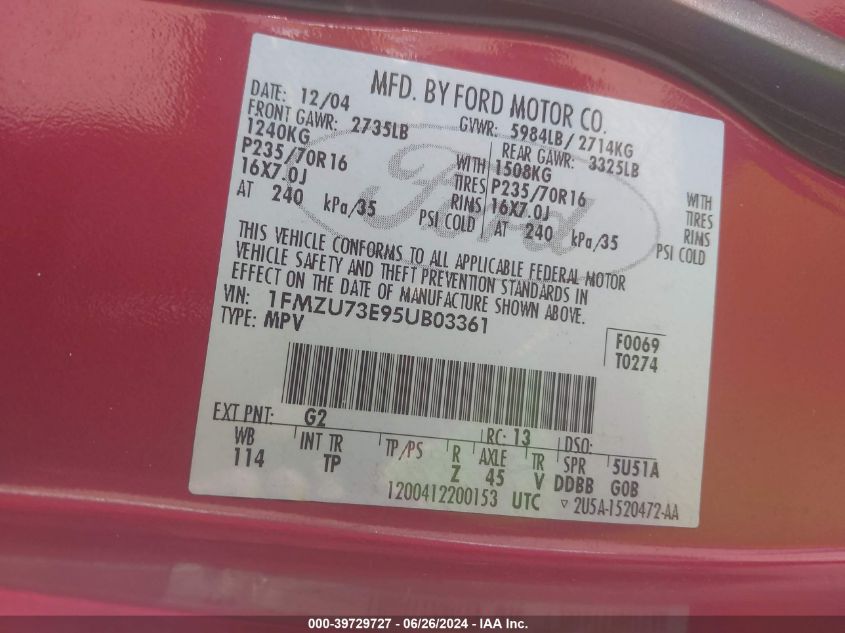 MFD. BY FORD MOTOR CO.
DATE: 12/04 GVWR: 5984LB/ 2714KG
FRONT GAWR: 2735LB REAR GAWR: 3325LB
1240KG WITH 1508KG WITH
P235/70R16 TIRES P235/70R16 TIRES
16X7.0J RIMS 16X7.0J RIMS
AT 240 kPa/35 PSI COLD AT 240 kPa/35 PSI COLD
Ford
THIS VEHICLE CONFORMS TO ALL APPLICABLE FEDERAL MOTOR
VEHICLE SAFETY AND THEFT PREVENTION STANDARDS IN
EFFECT ON THE DATE OF MANUFACTURE SHOWN ABOVE.
VIN: 1FMZU73E95UB03361
TYPE: MPV
F0069
T0274
EXT PNT: G2 RC: 13 DSO:
WB INT TR TP/PS R AXLE TR SPR 5U51A
114 TP Z 45 V DDBB GOB
1200412200153 UTC ▽ 2U5A-1520472-AA
000-39729727 - 06/26/2024 - IAA Inc.